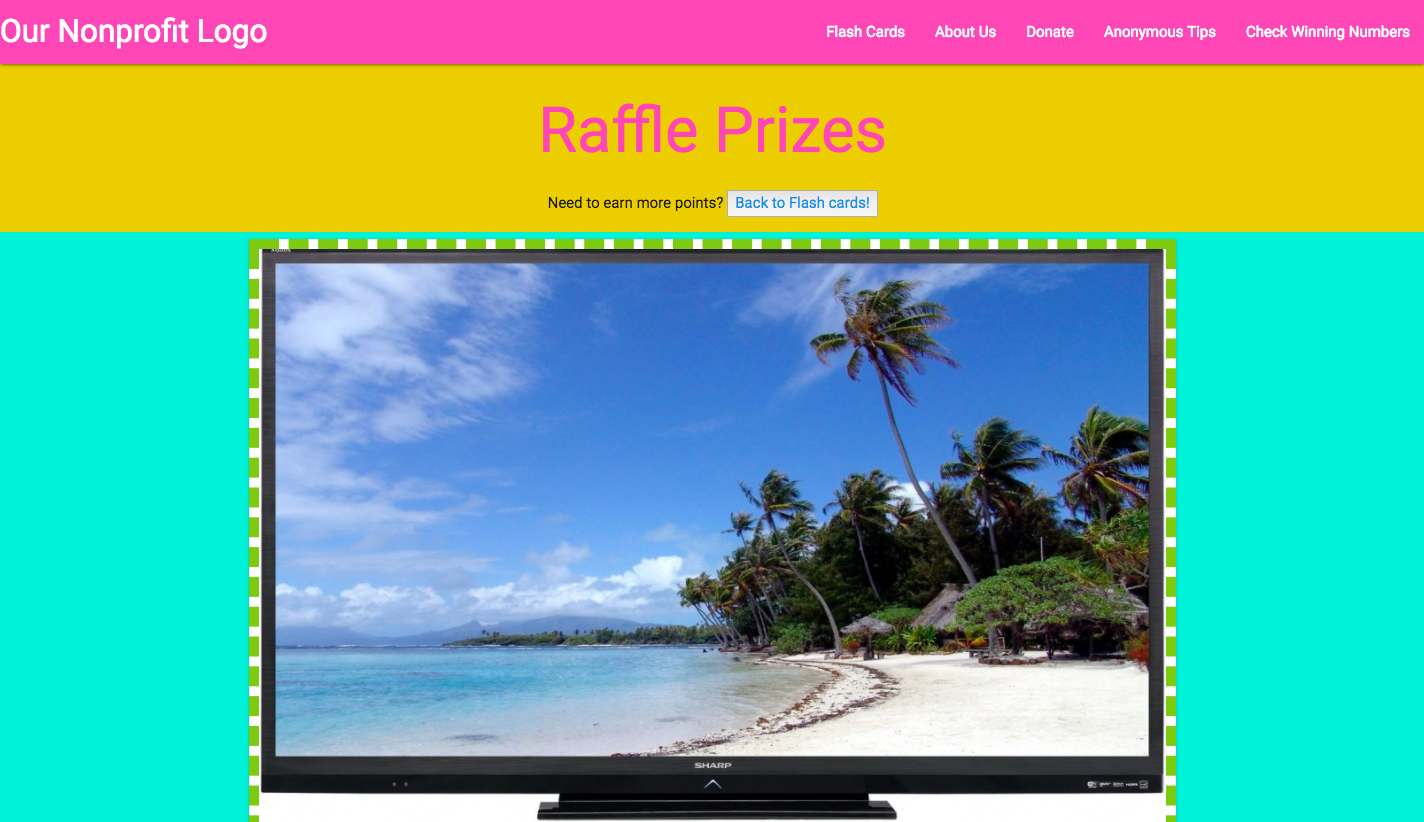 Our Nonprofit Logo
Flash Cards About Us Donate Anonymous Tips Check Winning Numbers
Raffle Prizes
Need to earn more points? Back to Flash cards!
SHARP